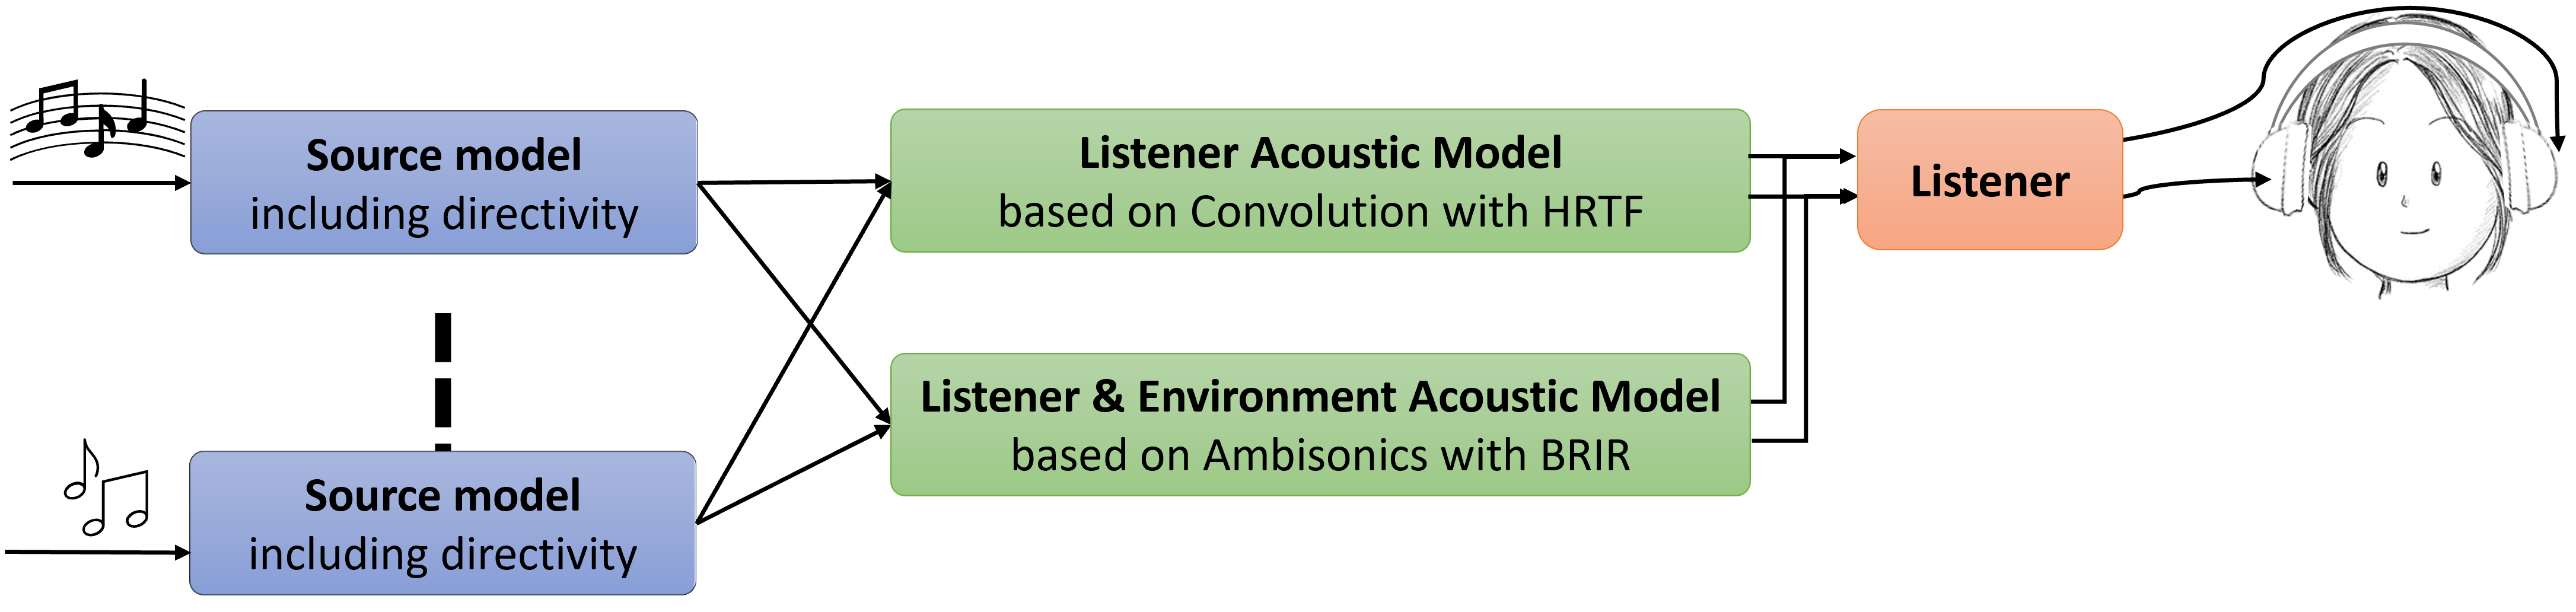 Source model
including directivity
Listener Acoustic Model
based on Convolution with HRTF
Listener
Listener & Environment Acoustic Model
based on Ambisonics with BRIR
Source model
including directivity